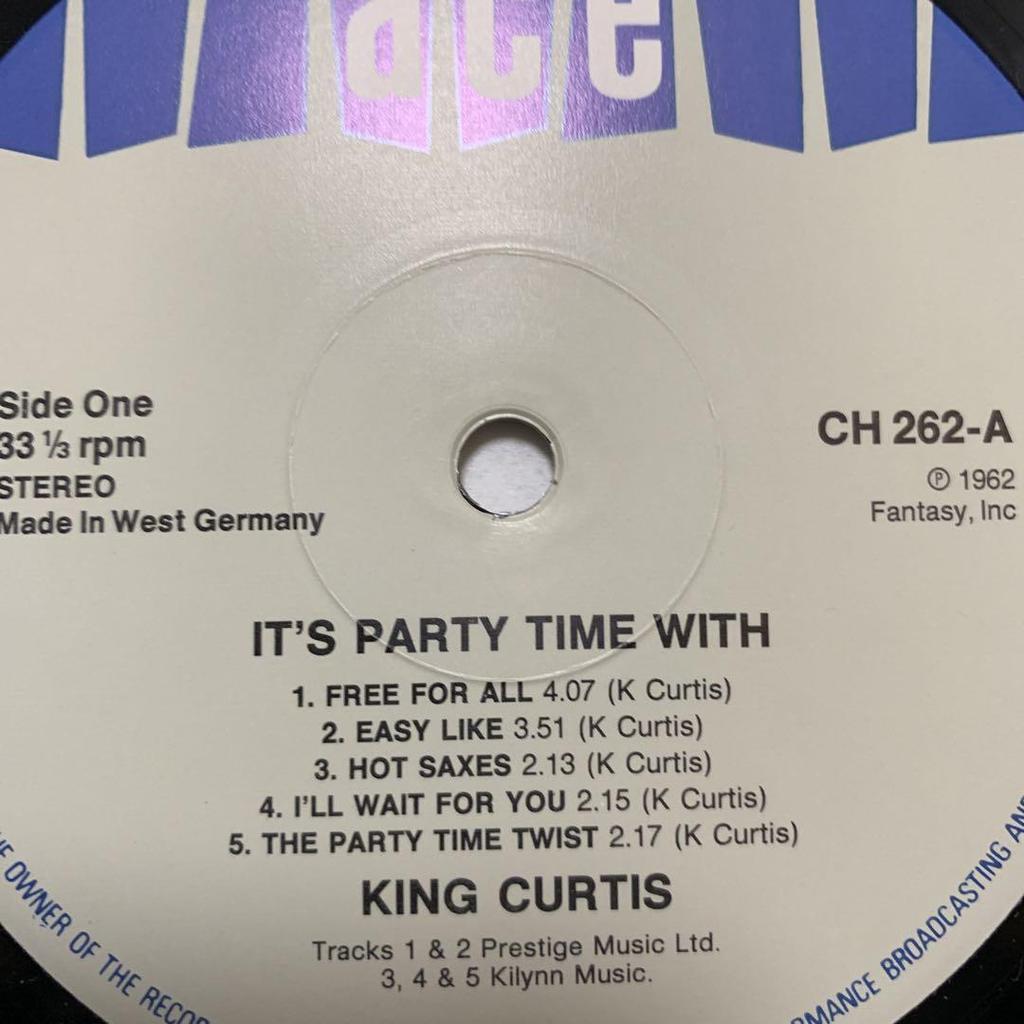 ace
Side One
33 ⅓ rpm
STEREO
Made In West Germany
CH 262-A
℗ 1962
Fantasy, Inc
IT'S PARTY TIME WITH
1. FREE FOR ALL 4.07 (K Curtis)
2. EASY LIKE 3.51 (K Curtis)
3. HOT SAXES 2.13 (K Curtis)
4. I'LL WAIT FOR YOU 2.15 (K Curtis)
5. THE PARTY TIME TWIST 2.17 (K Curtis)
KING CURTIS
Tracks 1 & 2 Prestige Music Ltd.
3, 4 & 5 Kilynn Music.
OWNER OF THE
BROADCASTING